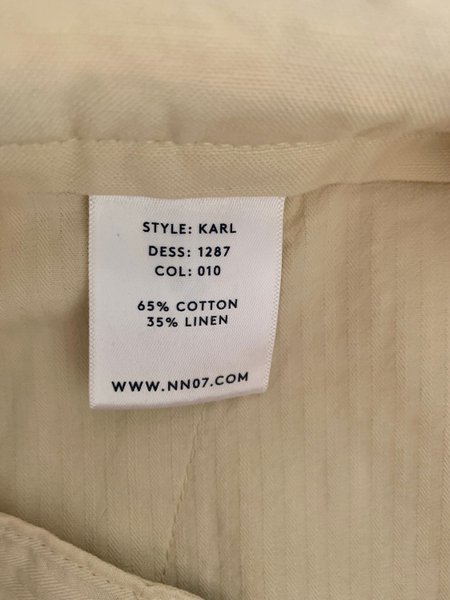 STYLE: KARL
DESS: 1287
COL: 010
65% COTTON
35% LINEN
WWW.NN07.COM